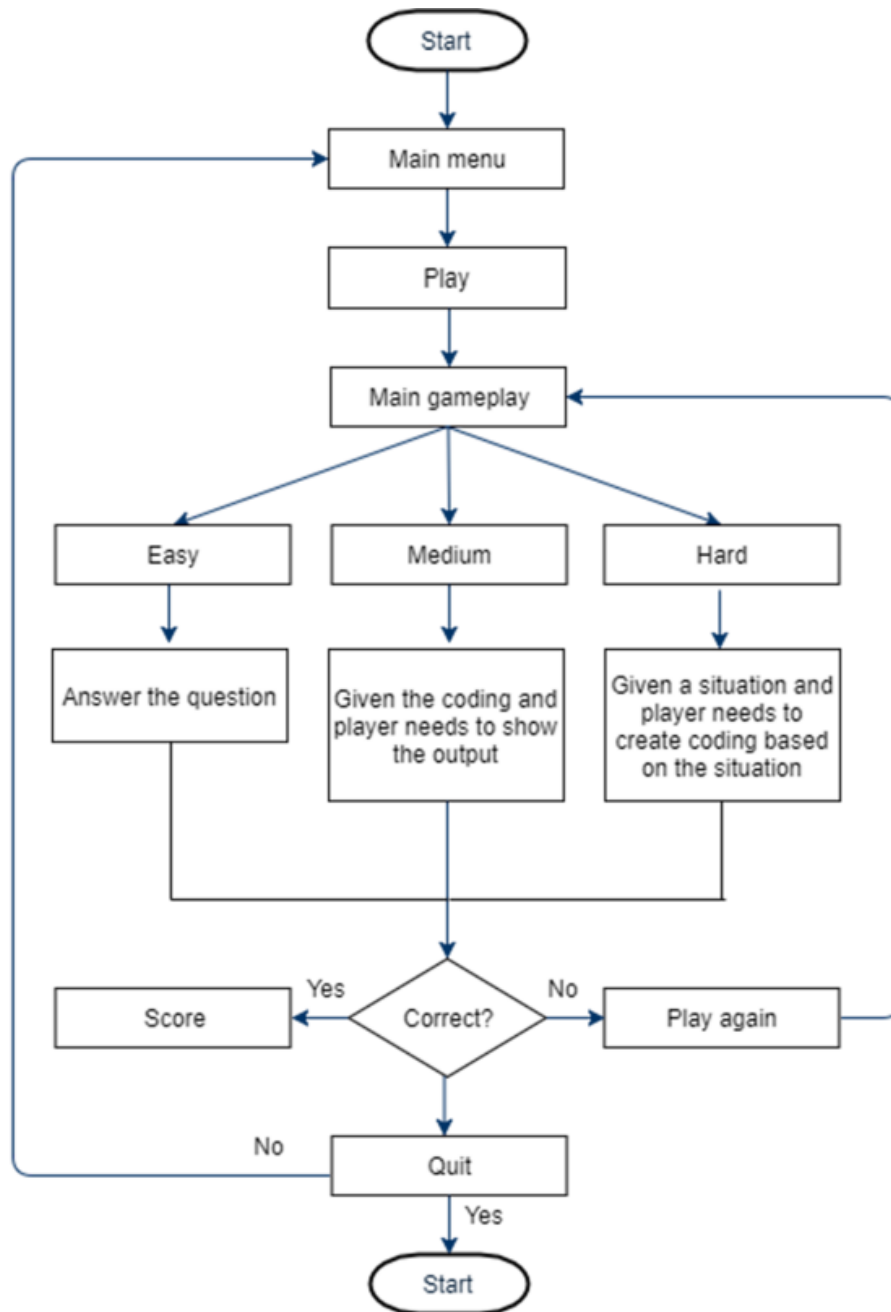 Start
Main menu
Play
Main gameplay
Easy
Medium
Hard
Answer the question
Given the coding and
player needs to show
the output
Given a situation and
player needs to
create coding based
on the situation
Yes
No
Score
Correct?
Play again
No
Quit
Yes
Start